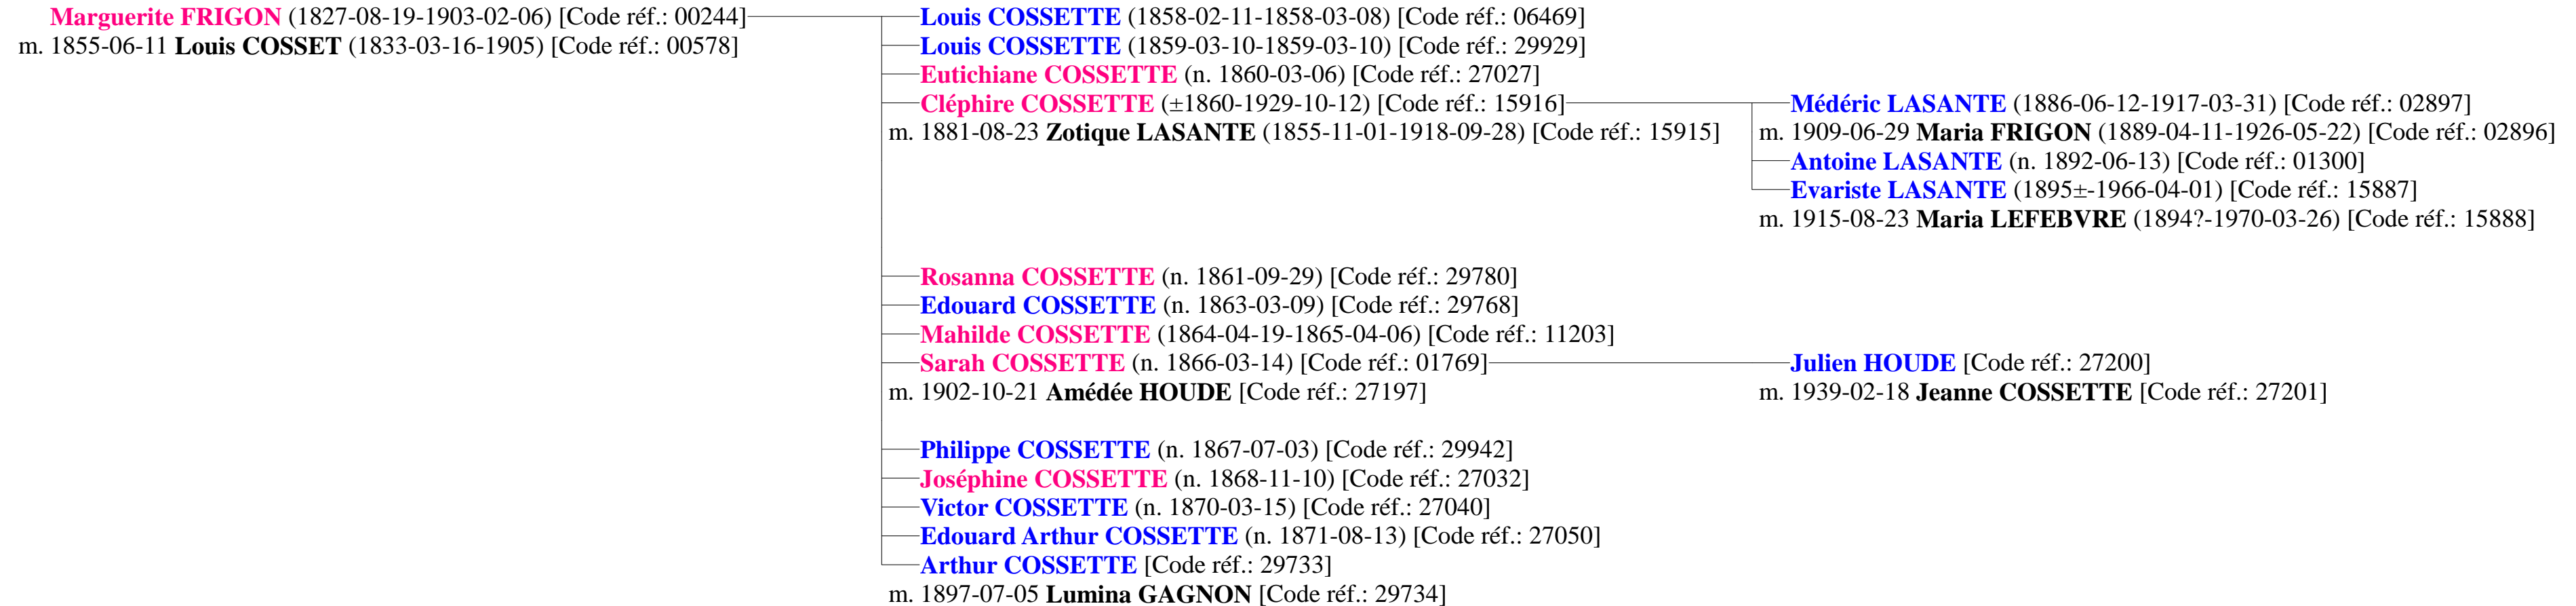 Marguerite FRIGON (1827-08-19-1903-02-06) [Code réf.: 00244]
m. 1855-06-11 Louis COSSET (1833-03-16-1905) [Code réf.: 00578]
Louis COSSETTE (1858-02-11-1858-03-08) [Code réf.: 06469]
Louis COSSETTE (1859-03-10-1859-03-10) [Code réf.: 29929]
Eutichiane COSSETTE (n. 1860-03-06) [Code réf.: 27027]
Cléphire COSSETTE (±1860-1929-10-12) [Code réf.: 15916]
m. 1881-08-23 Zotique LASANTE (1855-11-01-1918-09-28) [Code réf.: 15915]
Médéric LASANTE (1886-06-12-1917-03-31) [Code réf.: 02897]
m. 1909-06-29 Maria FRIGON (1889-04-11-1926-05-22) [Code réf.: 02896]
Antoine LASANTE (n. 1892-06-13) [Code réf.: 01300]
Evariste LASANTE (1895±-1966-04-01) [Code réf.: 15887]
m. 1915-08-23 Maria LEFEBVRE (1894?-1970-03-26) [Code réf.: 15888]
Rosanna COSSETTE (n. 1861-09-29) [Code réf.: 29780]
Edouard COSSETTE (n. 1863-03-09) [Code réf.: 29768]
Mahilde COSSETTE (1864-04-19-1865-04-06) [Code réf.: 11203]
Sarah COSSETTE (n. 1866-03-14) [Code réf.: 01769]
m. 1902-10-21 Amédée HOUDE [Code réf.: 27197]
Julien HOUDE [Code réf.: 27200]
m. 1939-02-18 Jeanne COSSETTE [Code réf.: 27201]
Philippe COSSETTE (n. 1867-07-03) [Code réf.: 29942]
Joséphine COSSETTE (n. 1868-11-10) [Code réf.: 27032]
Victor COSSETTE (n. 1870-03-15) [Code réf.: 27040]
Edouard Arthur COSSETTE (n. 1871-08-13) [Code réf.: 27050]
Arthur COSSETTE [Code réf.: 29733]
m. 1897-07-05 Lumina GAGNON [Code réf.: 29734]